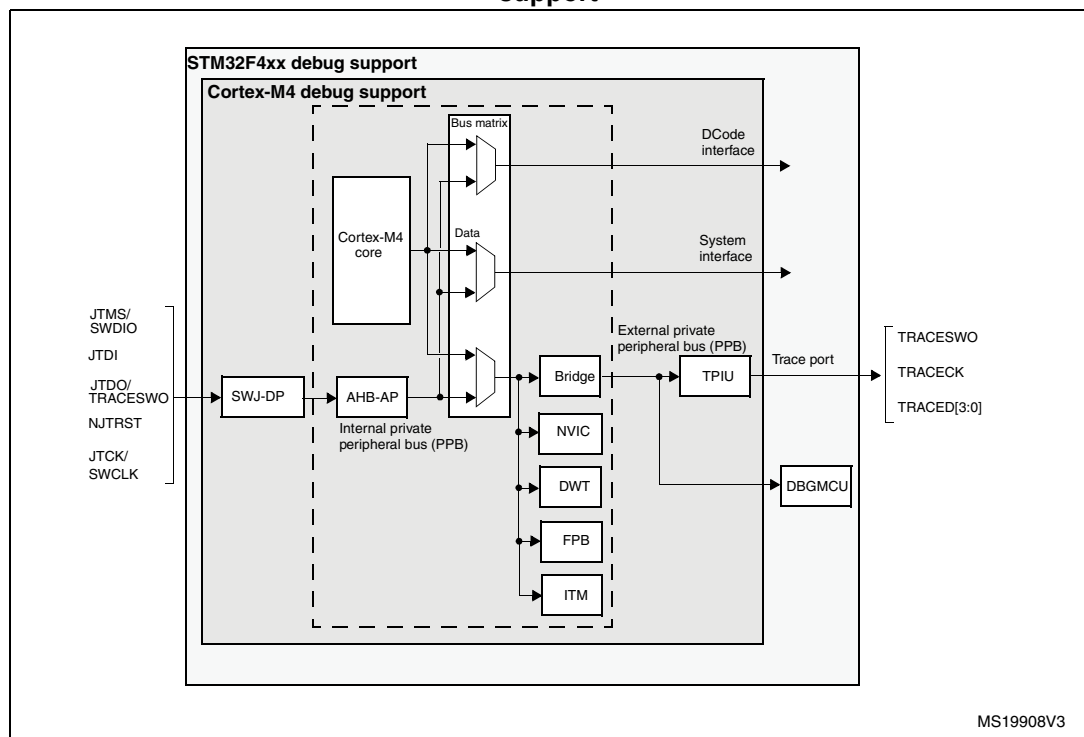 support
STM32F4xx debug support
Cortex-M4 debug support
Bus matrix
DCode
interface
Cortex-M4
core
Data
System
interface
JTMS/
SWDIO
JTDI
JTDO/
TRACESWO
NJTRST
JTCK/
SWCLK
SWJ-DP
AHB-AP
Internal private
peripheral bus (PPB)
External private
peripheral bus (PPB)
Bridge
NVIC
DWT
FPB
ITM
TPIU
Trace port
TRACESWO
TRACECK
TRACED[3:0]
DBGMCU
MS19908V3